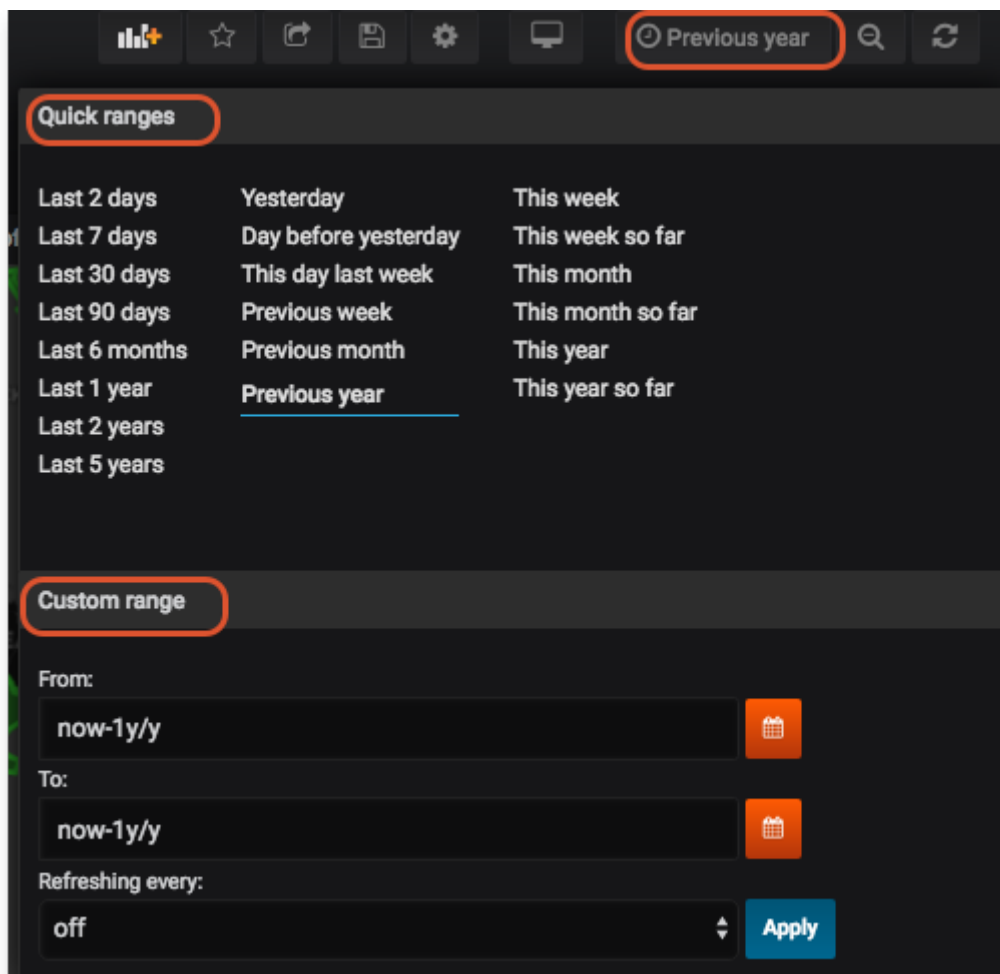 Previous year
Quick ranges
Last 2 days
Last 7 days
Last 30 days
Last 90 days
Last 6 months
Last 1 year
Last 2 years
Last 5 years
Yesterday
Day before yesterday
This day last week
Previous week
Previous month
Previous year
This week
This week so far
This month
This month so far
This year
This year so far
Custom range
From:
now-1y/y
To:
now-1y/y
Refreshing every:
off
Apply